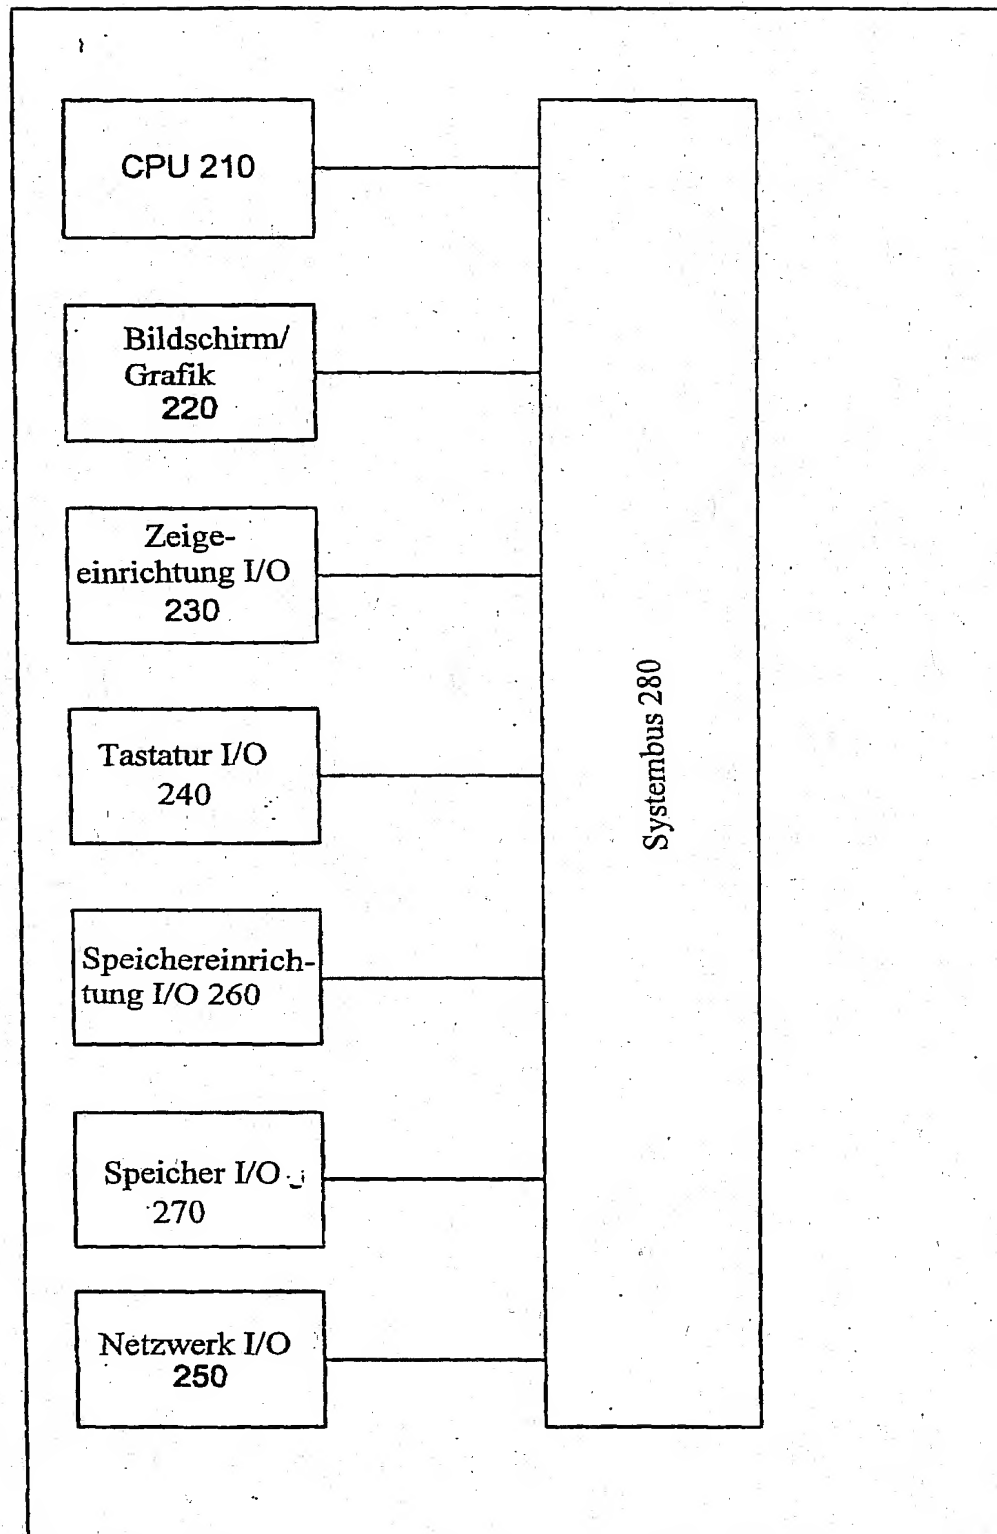 CPU 210
Bildschirm/
Grafik
220
Zeige-
einrichtung I/O
230
Tastatur I/O
240
Speichereinrich-
tung I/O 260
Speicher I/O
270
Netzwerk I/O
250
Systembus 280